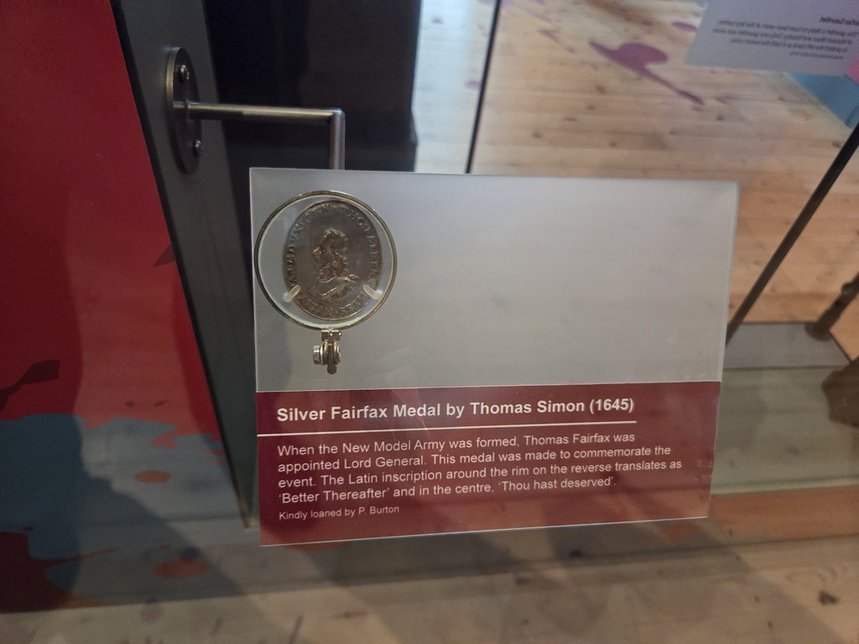 Silver Fairfax Medal by Thomas Simon (1645)
When the New Model Army was formed, Thomas Fairfax was
appointed Lord General. This medal was made to commemorate the
event. The Latin inscription around the rim on the reverse translates as
‘Better Thereafter’ and in the centre, ‘Thou hast deserved’.
Kindly loaned by P. Burton